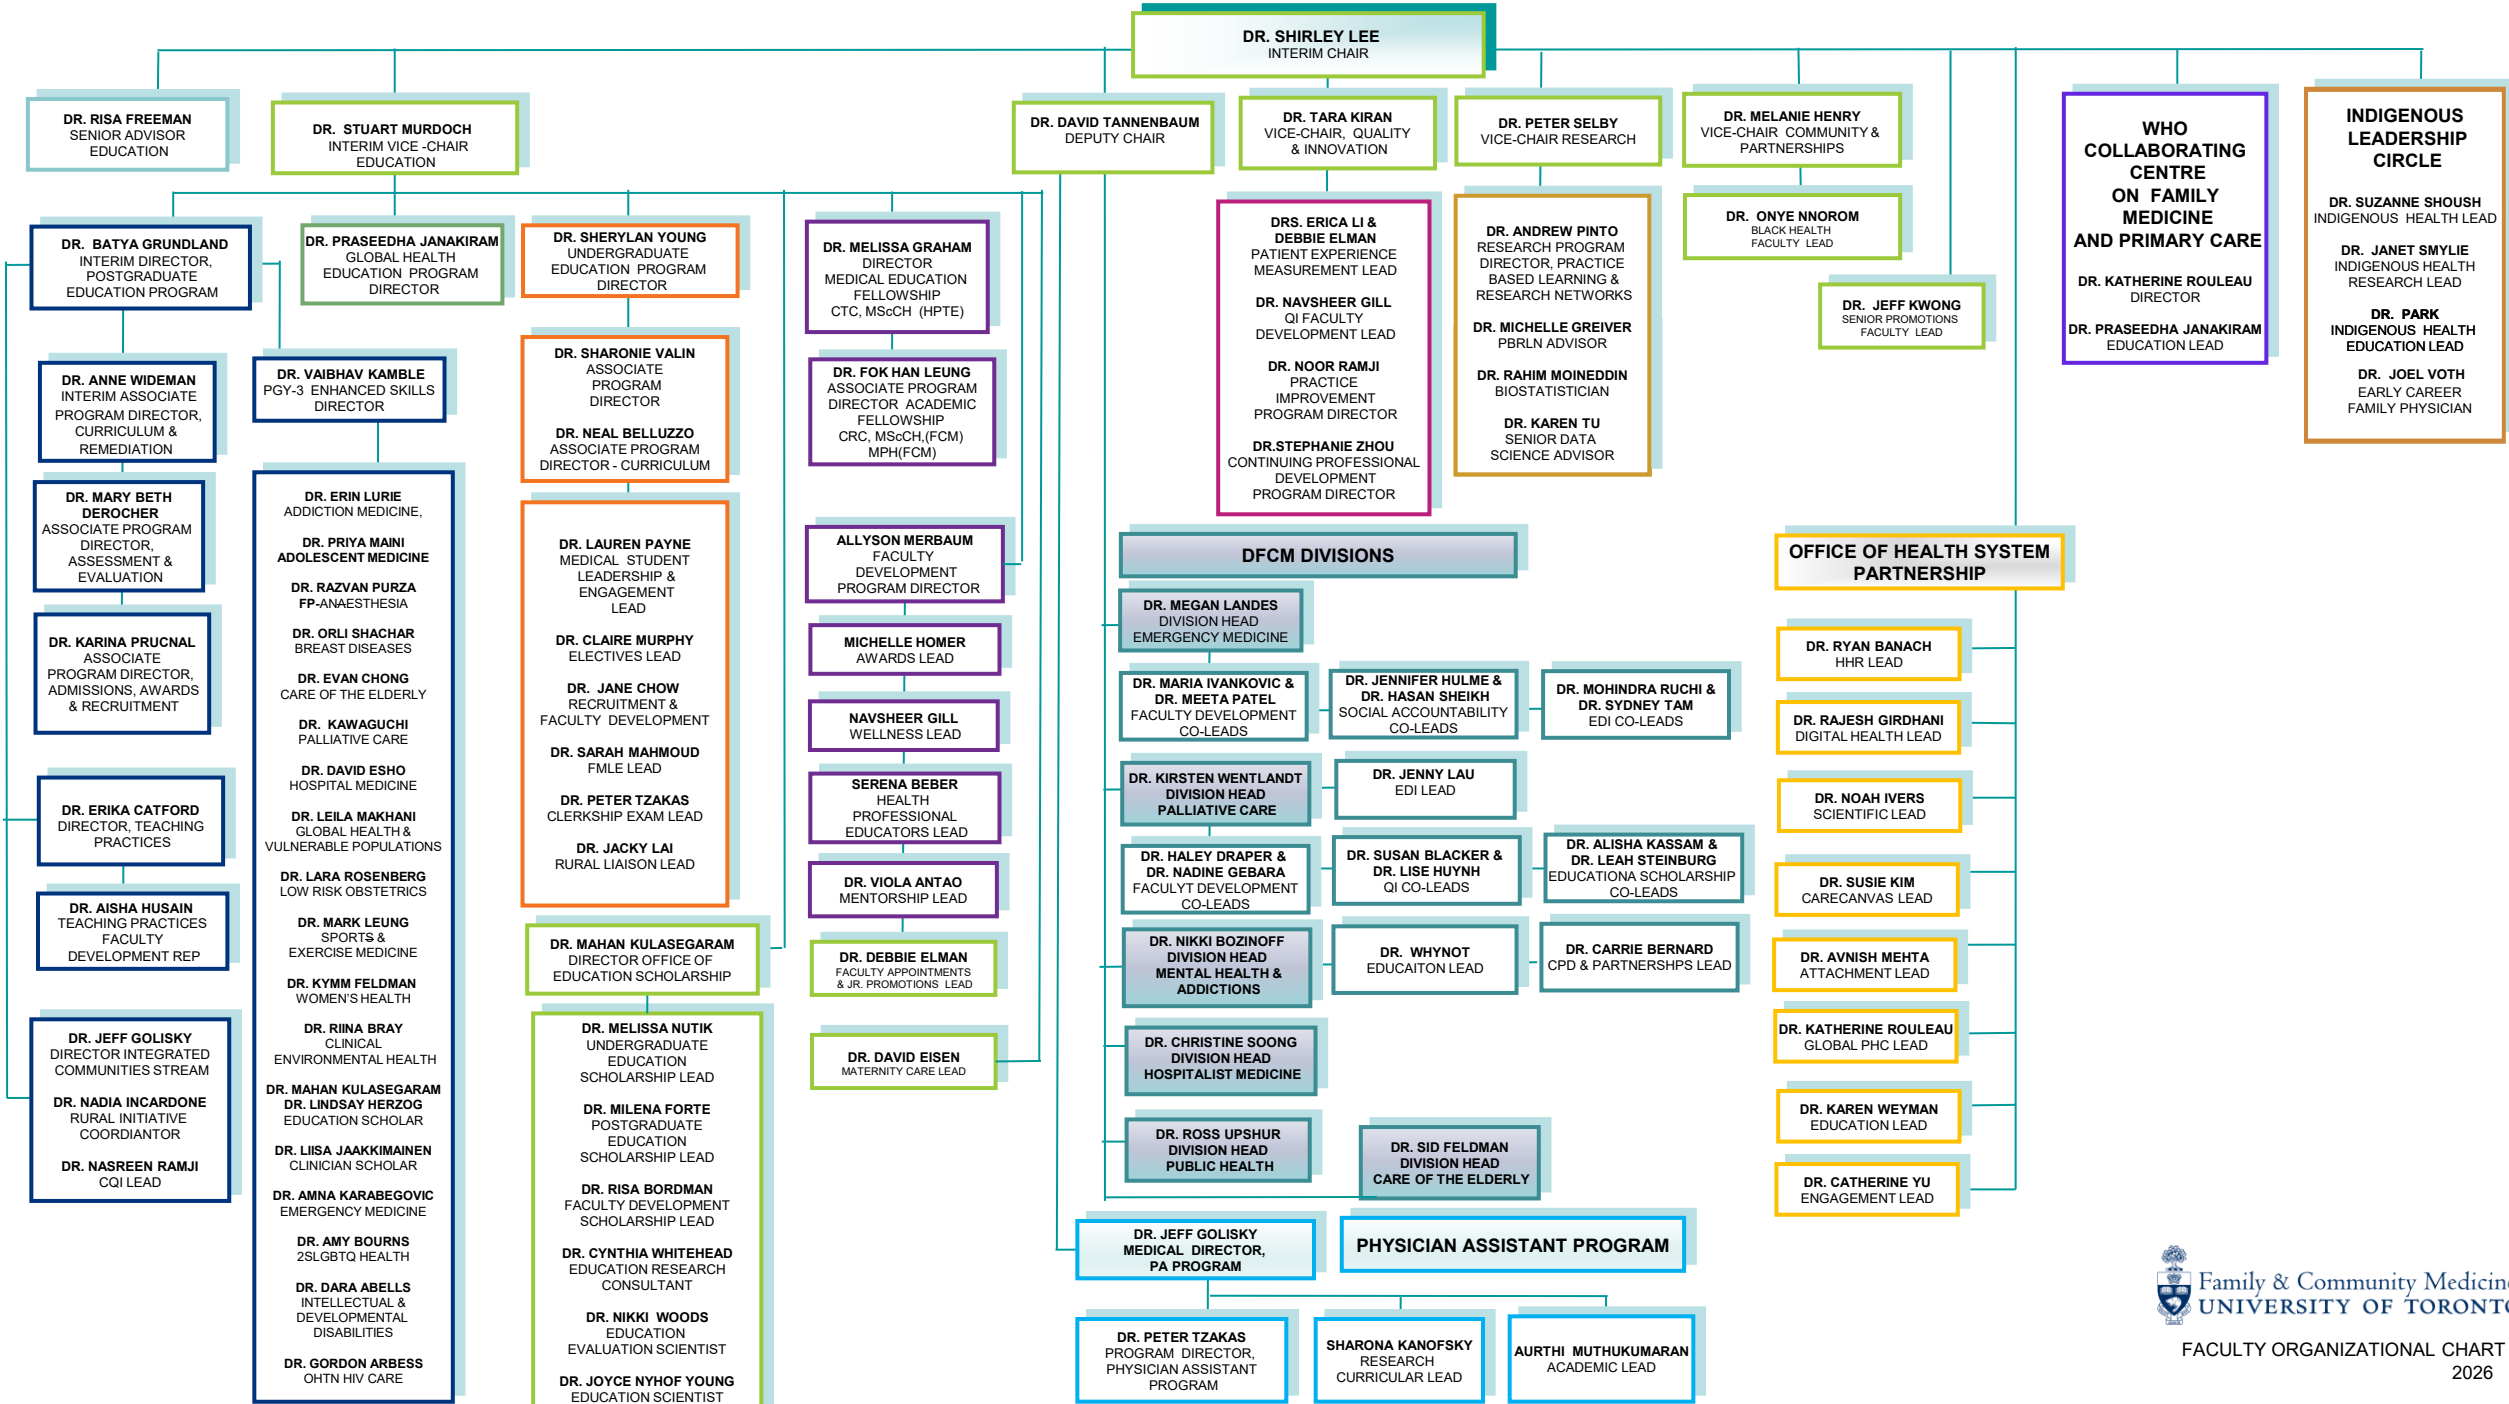 DR. SHIRLEY LEE
INTERIM CHAIR
DR. RISA FREEMAN
SENIOR ADVISOR
EDUCATION
DR. STUART MURDOCH
INTERIM VICE -CHAIR
EDUCATION
DR. DAVID TANNENBAUM
DEPUTY CHAIR
DR. TARA KIRAN
VICE-CHAIR, QUALITY
& INNOVATION
DR. PETER SELBY
VICE-CHAIR RESEARCH
DR. MELANIE HENRY
VICE-CHAIR COMMUNITY &
PARTNERSHIPS
DR. ONYE NNOROM
BLACK HEALTH
FACULTY LEAD
DR. JEFF KWONG
SENIOR PROMOTIONS
FACULTY LEAD
WHO
COLLABORATING
CENTRE
ON FAMILY
MEDICINE
AND PRIMARY CARE
DR. KATHERINE ROULEAU
DIRECTOR
DR. PRASEEDHA JANAKIRAM
EDUCATION LEAD
INDIGENOUS
LEADERSHIP
CIRCLE
DR. SUZANNE SHOUSH
INDIGENOUS HEALTH LEAD
DR. JANET SMYLIE
INDIGENOUS HEALTH
RESEARCH LEAD
DR. PARK
INDIGENOUS HEALTH
EDUCATION LEAD
DR. JOEL VOTH
EARLY CAREER
FAMILY PHYSICIAN
DR. BATYA GRUNDLAND
INTERIM DIRECTOR,
POSTGRADUATE
EDUCATION PROGRAM
DR. PRASEEDHA JANAKIRAM
GLOBAL HEALTH
EDUCATION PROGRAM
DIRECTOR
DR. SHERYLAN YOUNG
UNDERGRADUATE
EDUCATION PROGRAM
DIRECTOR
DR. MELISSA GRAHAM
DIRECTOR
MEDICAL EDUCATION
FELLOWSHIP
CTC, MScCH (HPTE)
DR. ANNE WIDEMAN
INTERIM ASSOCIATE
PROGRAM DIRECTOR,
CURRICULUM &
REMEDIATION
DR. MARY BETH
DEROCHER
ASSOCIATE PROGRAM
DIRECTOR,
ASSESSMENT &
EVALUATION
DR. KARINA PRUCNAL
ASSOCIATE
PROGRAM DIRECTOR,
ADMISSIONS, AWARDS
& RECRUITMENT
DR. ERIKA CATFORD
DIRECTOR, TEACHING
PRACTICES
DR. AISHA HUSAIN
TEACHING PRACTICES
FACULTY
DEVELOPMENT REP
DR. JEFF GOLISKY
DIRECTOR INTEGRATED
COMMUNITIES STREAM
DR. NADIA INCARDONE
RURAL INITIATIVE
COORDIANTOR
DR. NASREEN RAMJI
CQI LEAD
DR. VAIBHAV KAMBLE
PGY-3 ENHANCED SKILLS
DIRECTOR
DR. ERIN LURIE
ADDICTION MEDICINE,
DR. PRIYA MAINI
ADOLESCENT MEDICINE
DR. RAZVAN PURZA
FP-ANAESTHESIA
DR. ORLI SHACHAR
BREAST DISEASES
DR. EVAN CHONG
CARE OF THE ELDERLY
DR. KAWAGUCHI
PALLIATIVE CARE
DR. DAVID ESHO
HOSPITAL MEDICINE
DR. LEILA MAKHANI
GLOBAL HEALTH &
VULNERABLE POPULATIONS
DR. LARA ROSENBERG
LOW RISK OBSTETRICS
DR. MARK LEUNG
SPORTS &
EXERCISE MEDICINE
DR. KYMM FELDMAN
WOMEN'S HEALTH
DR. RIINA BRAY
CLINICAL
ENVIRONMENTAL HEALTH
DR. MAHAN KULASEGARAM
DR. LINDSAY HERZOG
EDUCATION SCHOLAR
DR. LIISA JAAKKIMAINEN
CLINICIAN SCHOLAR
DR. AMNA KARABEGOVIC
EMERGENCY MEDICINE
DR. AMY BOURNS
2SLGBTQ HEALTH
DR. DARA ABELLS
INTELLECTUAL &
DEVELOPMENTAL
DISABILITIES
DR. GORDON ARBESS
OHTN HIV CARE
DR. SHARONIE VALIN
ASSOCIATE
PROGRAM
DIRECTOR
DR. NEAL BELLUZZO
ASSOCIATE PROGRAM
DIRECTOR - CURRICULUM
DR. LAUREN PAYNE
MEDICAL STUDENT
LEADERSHIP &
ENGAGEMENT
LEAD
DR. CLAIRE MURPHY
ELECTIVES LEAD
DR. JANE CHOW
RECRUITMENT &
FACULTY DEVELOPMENT
DR. SARAH MAHMOUD
FMLE LEAD
DR. PETER TZAKAS
CLERKSHIP EXAM LEAD
DR. JACKY LAI
RURAL LIAISON LEAD
DR. MAHAN KULASEGARAM
DIRECTOR OFFICE OF
EDUCATION SCHOLARSHIP
DR. MELISSA NUTIK
UNDERGRADUATE
EDUCATION
SCHOLARSHIP LEAD
DR. MILENA FORTE
POSTGRADUATE
EDUCATION
SCHOLARSHIP LEAD
DR. RISA BORDMAN
FACULTY DEVELOPMENT
SCHOLARSHIP LEAD
DR. CYNTHIA WHITEHEAD
EDUCATION RESEARCH
CONSULTANT
DR. NIKKI WOODS
EDUCATION
EVALUATION SCIENTIST
DR. JOYCE NYHOF YOUNG
EDUCATION SCIENTIST
DR. FOK HAN LEUNG
ASSOCIATE PROGRAM
DIRECTOR ACADEMIC
FELLOWSHIP
CRC, MScCH,(FCM)
MPH(FCM)
ALLYSON MERBAUM
FACULTY
DEVELOPMENT
PROGRAM DIRECTOR
MICHELLE HOMER
AWARDS LEAD
NAVSHEER GILL
WELLNESS LEAD
SERENA BEBER
HEALTH
PROFESSIONAL
EDUCATORS LEAD
DR. VIOLA ANTAO
MENTORSHIP LEAD
DR. DEBBIE ELMAN
FACULTY APPOINTMENTS
& JR. PROMOTIONS LEAD
DR. DAVID EISEN
MATERNITY CARE LEAD
DRS. ERICA LI &
DEBBIE ELMAN
PATIENT EXPERIENCE
MEASUREMENT LEAD
DR. NAVSHEER GILL
QI FACULTY
DEVELOPMENT LEAD
DR. NOOR RAMJI
PRACTICE
IMPROVEMENT
PROGRAM DIRECTOR
DR.STEPHANIE ZHOU
CONTINUING PROFESSIONAL
DEVELOPMENT
PROGRAM DIRECTOR
DR. ANDREW PINTO
RESEARCH PROGRAM
DIRECTOR, PRACTICE
BASED LEARNING &
RESEARCH NETWORKS
DR. MICHELLE GREIVER
PBRLN ADVISOR
DR. RAHIM MOINEDDIN
BIOSTATISTICIAN
DR. KAREN TU
SENIOR DATA
SCIENCE ADVISOR
DFCM DIVISIONS
DR. MEGAN LANDES
DIVISION HEAD
EMERGENCY MEDICINE
DR. MARIA IVANKOVIC &
DR. MEETA PATEL
FACULTY DEVELOPMENT
CO-LEADS
DR. JENNIFER HULME &
DR. HASAN SHEIKH
SOCIAL ACCOUNTABILITY
CO-LEADS
DR. MOHINDRA RUCHI &
DR. SYDNEY TAM
EDI CO-LEADS
DR. KIRSTEN WENTLANDT
DIVISION HEAD
PALLIATIVE CARE
DR. JENNY LAU
EDI LEAD
DR. HALEY DRAPER &
DR. NADINE GEBARA
FACULYT DEVELOPMENT
CO-LEADS
DR. SUSAN BLACKER &
DR. LISE HUYNH
QI CO-LEADS
DR. ALISHA KASSAM &
DR. LEAH STEINBURG
EDUCATIONA SCHOLARSHIP
CO-LEADS
DR. NIKKI BOZINOFF
DIVISION HEAD
MENTAL HEALTH &
ADDICTIONS
DR. WHYNOT
EDUCAITON LEAD
DR. CARRIE BERNARD
CPD & PARTNERSHPS LEAD
DR. CHRISTINE SOONG
DIVISION HEAD
HOSPITALIST MEDICINE
DR. ROSS UPSHUR
DIVISION HEAD
PUBLIC HEALTH
DR. SID FELDMAN
DIVISION HEAD
CARE OF THE ELDERLY
DR. JEFF GOLISKY
MEDICAL DIRECTOR,
PA PROGRAM
PHYSICIAN ASSISTANT PROGRAM
DR. PETER TZAKAS
PROGRAM DIRECTOR,
PHYSICIAN ASSISTANT
PROGRAM
SHARONA KANOFSKY
RESEARCH
CURRICULAR LEAD
AURTHI MUTHUKUMARAN
ACADEMIC LEAD
OFFICE OF HEALTH SYSTEM
PARTNERSHIP
DR. RYAN BANACH
HHR LEAD
DR. RAJESH GIRDHANI
DIGITAL HEALTH LEAD
DR. NOAH IVERS
SCIENTIFIC LEAD
DR. SUSIE KIM
CARECANVAS LEAD
DR. AVNISH MEHTA
ATTACHMENT LEAD
DR. KATHERINE ROULEAU
GLOBAL PHC LEAD
DR. KAREN WEYMAN
EDUCATION LEAD
DR. CATHERINE YU
ENGAGEMENT LEAD
Family & Community Medicine
UNIVERSITY OF TORONTO
FACULTY ORGANIZATIONAL CHART
2026